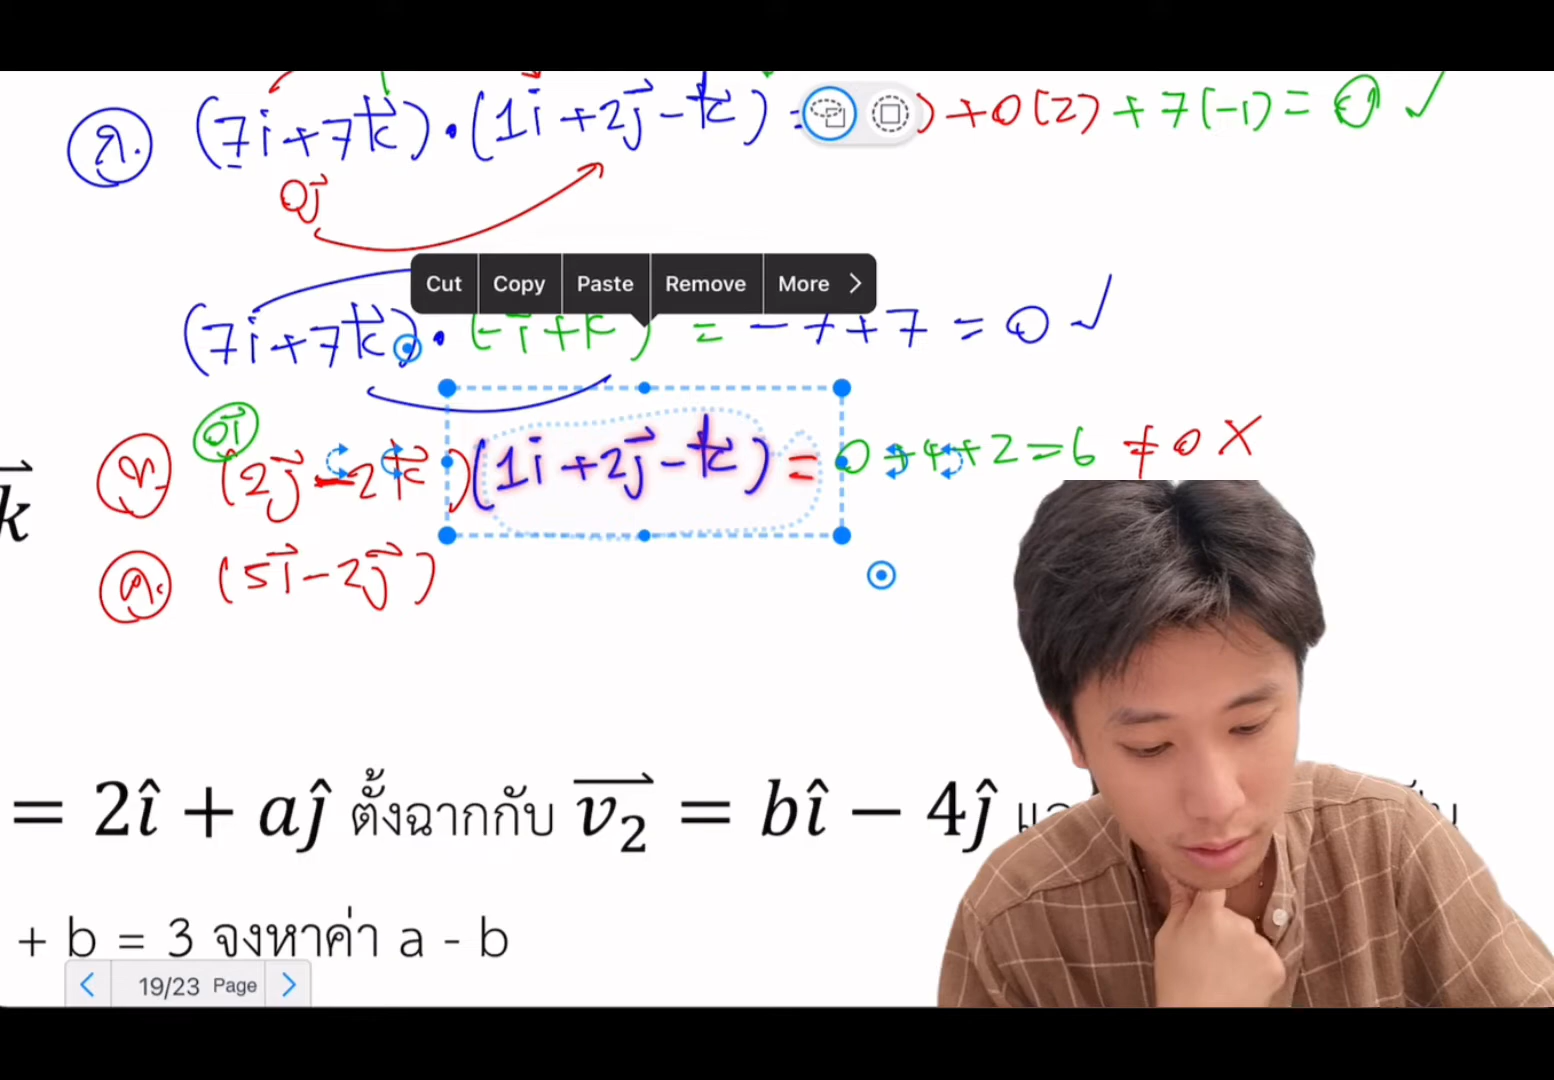 ก. (7i⃗+7k⃗)·(1i⃗+2j⃗-k⃗) = ) + 0(2) + 7(-1) = 0 ✓
0j⃗
Cut Copy Paste Remove More >
(7i⃗+7k⃗)·(-i⃗+k⃗) = -7+7 = 0 ✓
0i⃗
ข. (2j⃗-2k⃗)(1i⃗+2j⃗-k⃗) = 0+4+2=6 ≠0 X
k⃗
ค. (5i⃗-2j⃗)
= 2î + aĵ ตั้งฉากกับ v₂⃗ = bî − 4ĵ
+ b = 3 จงหาค่า a - b
< 19/23 Page >